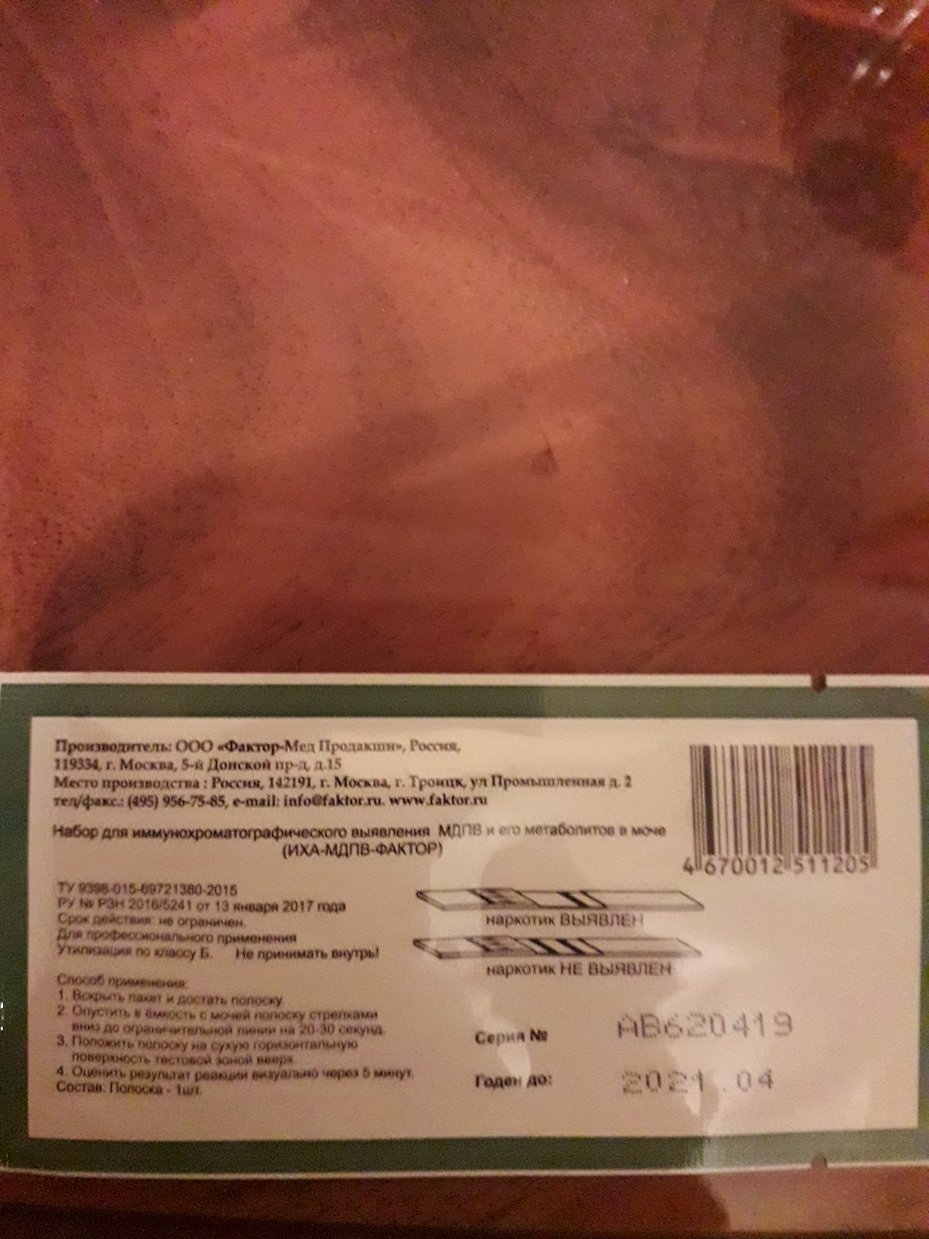 Производитель: ООО «Фактор-Мед Продакшн», Россия,
119334, г. Москва, 5-й Донской пр-д, д.15
Место производства : Россия, 142191, г. Москва, г. Троицк, ул Промышленная д. 2
тел/факс.: (495) 956-75-85, e-mail: info@faktor.ru. www.faktor.ru
Набор для иммунохроматографического выявления МДПВ и его метаболитов в моче
(ИХА-МДПВ-ФАКТОР)
4 670012 511205
ТУ 9398-015-69721380-2015
РУ № РЗН 2016/5241 от 13 января 2017 года
Срок действия: не ограничен.
Для профессионального применения
Утилизация по классу Б. Не принимать внутрь!
наркотик ВЫЯВЛЕН
наркотик НЕ ВЫЯВЛЕН
Способ применения:
1. Вскрыть пакет и достать полоску.
2. Опустить в ёмкость с мочей полоску стрелками
вниз до ограничительной линии на 20-30 секунд.
3. Положить полоску на сухую горизонтальную
поверхность тестовой зоной вверх.
4. Оценить результат реакции визуально через 5 минут.
Состав: Полоска - 1шт.
Серия № АВ620419
Годен до: 2021.04